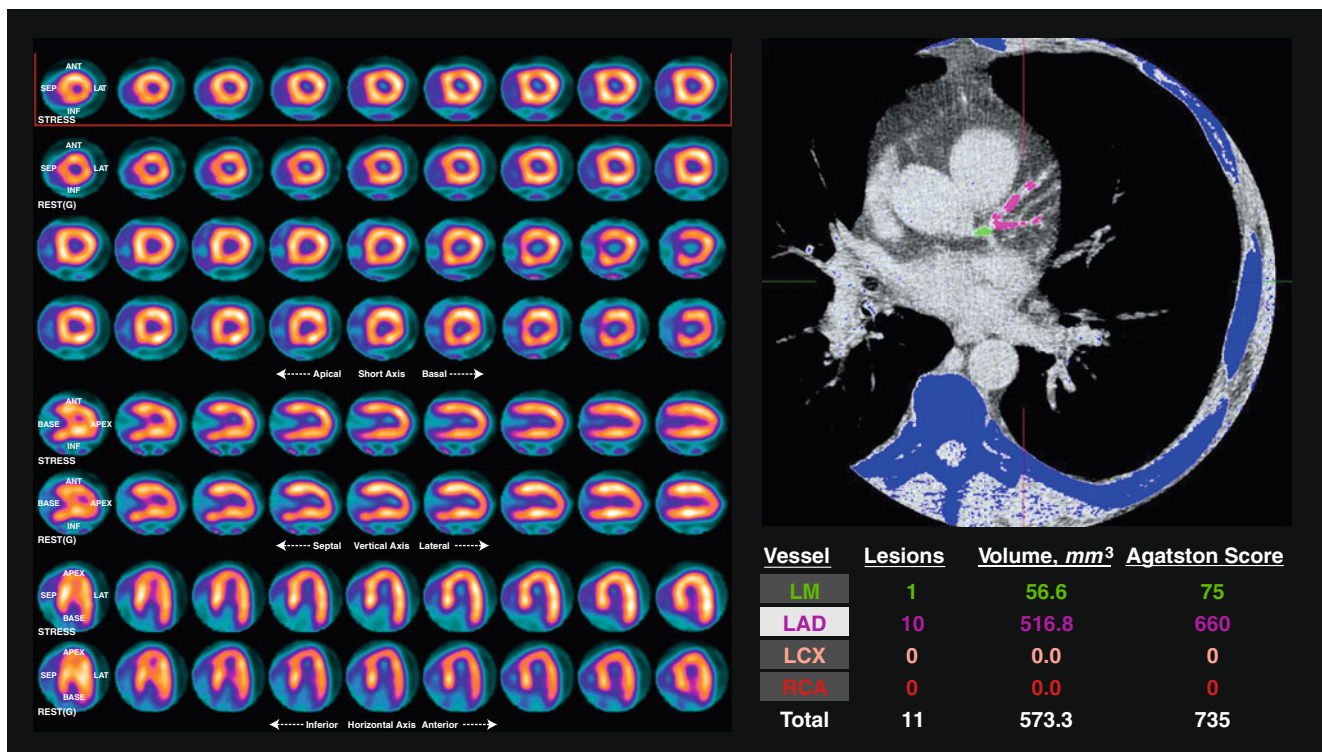 ANT
SEP LAT
INF
STRESS
SEP LAT
INF
REST(G)
Apical Short Axis Basal
ANT
BASE APEX
INF
STRESS
ANT
BASE APEX
INF
REST(G)
Septal Vertical Axis Lateral
APEX
SEP LAT
BASE
STRESS
APEX
SEP LAT
BASE
REST(G)
Inferior Horizontal Axis Anterior
Vessel Lesions Volume, mm³ Agatston Score
LM 1 56.6 75
LAD 10 516.8 660
LCX 0 0.0 0
RCA 0 0.0 0
Total 11 573.3 735